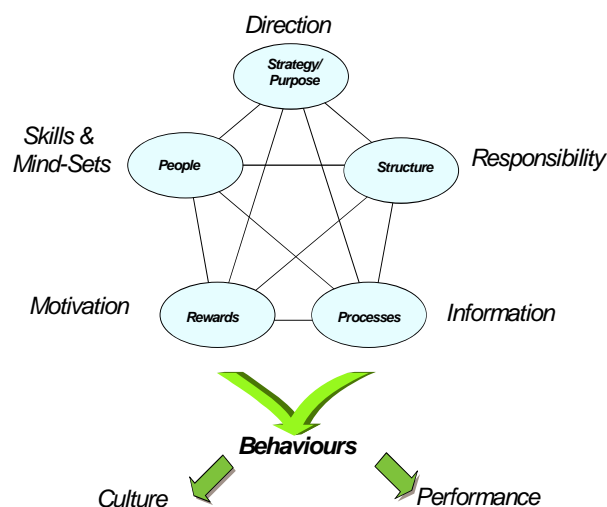 Direction
Strategy/
Purpose
Skills &
Mind-Sets
People
Structure
Responsibility
Motivation
Rewards
Processes
Information
Behaviours
Culture
Performance